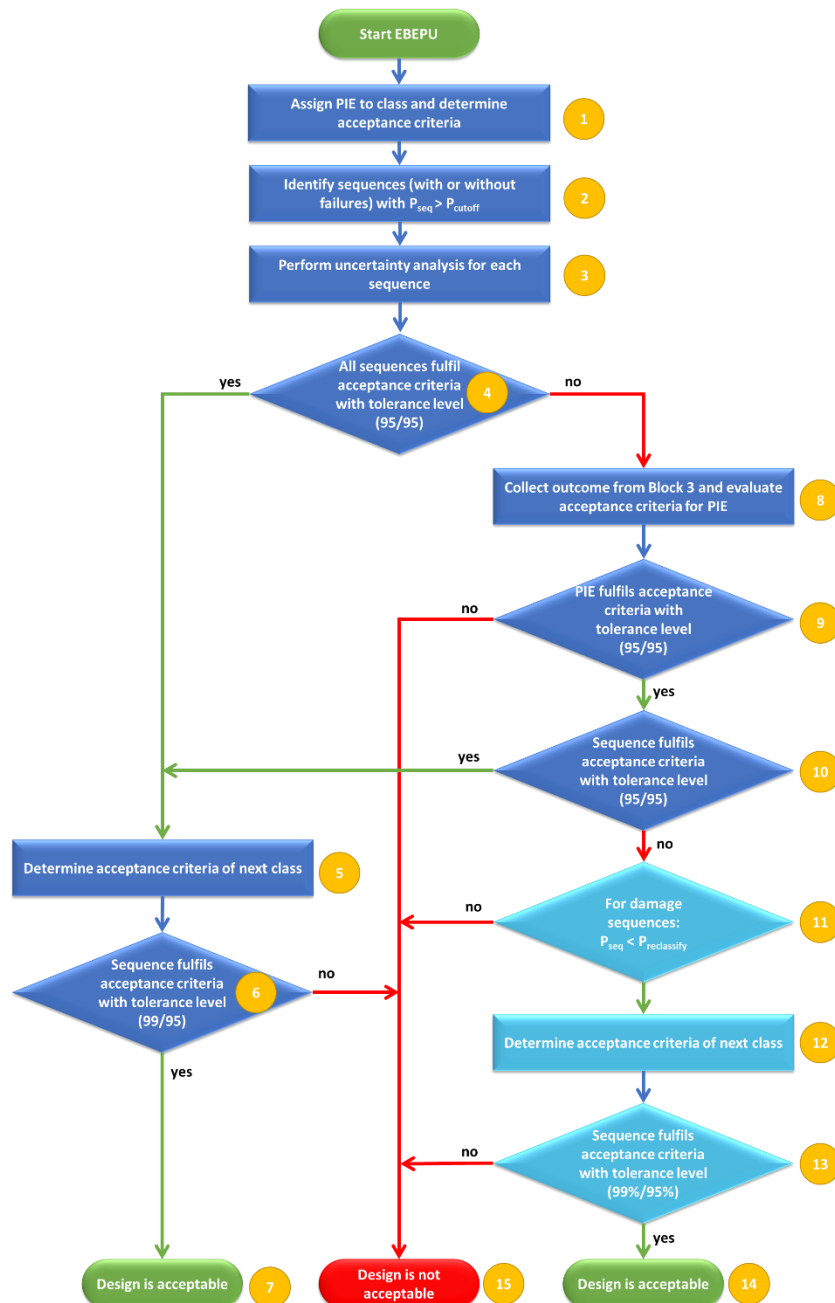 Start EBEPU
Assign PIE to class and determine
acceptance criteria
1
Identify sequences (with or without
failures) with Pseq > Pcutoff
2
Perform uncertainty analysis for each
sequence
3
All sequences fulfil
acceptance criteria
with tolerance level
(95/95)
4
yes
no
Collect outcome from Block 3 and evaluate
acceptance criteria for PIE
8
PIE fulfils acceptance
criteria with
tolerance level
(95/95)
9
no
yes
Sequence fulfils
acceptance criteria
with tolerance level
(95/95)
10
yes
no
Determine acceptance criteria of next class
5
For damage
sequences:
Pseq < Preclassify
11
no
Sequence fulfils
acceptance criteria
with tolerance level
(99/95)
6
no
yes
Determine acceptance criteria of next class
12
Sequence fulfils
acceptance criteria
with tolerance level
(99%/95%)
13
no
yes
Design is acceptable
7
Design is not
acceptable
15
Design is acceptable
14